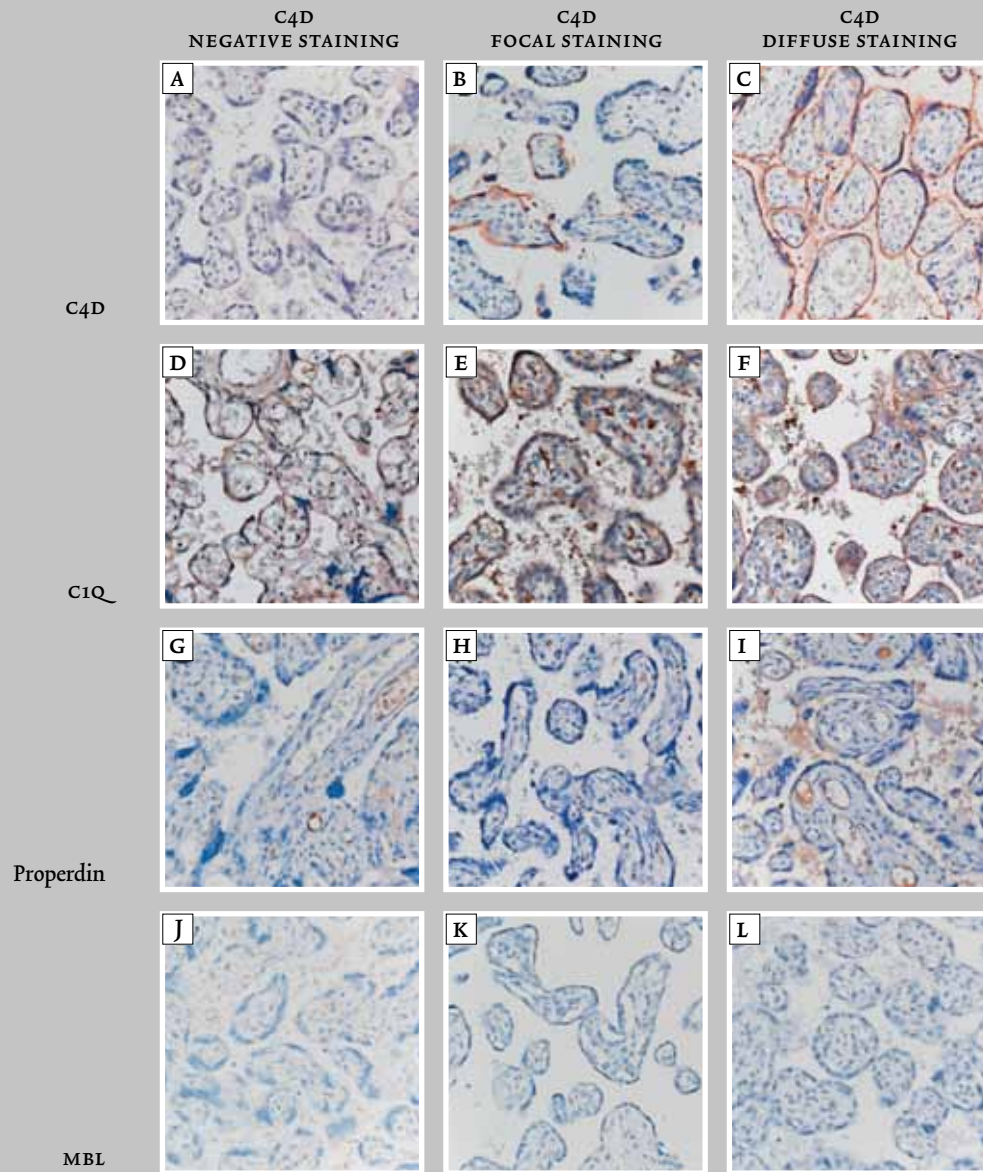 C4D
NEGATIVE STAINING
C4D
FOCAL STAINING
C4D
DIFFUSE STAINING
A
B
C
C4D
D
E
F
C1Q
G
H
I
Properdin
J
K
L
MBL